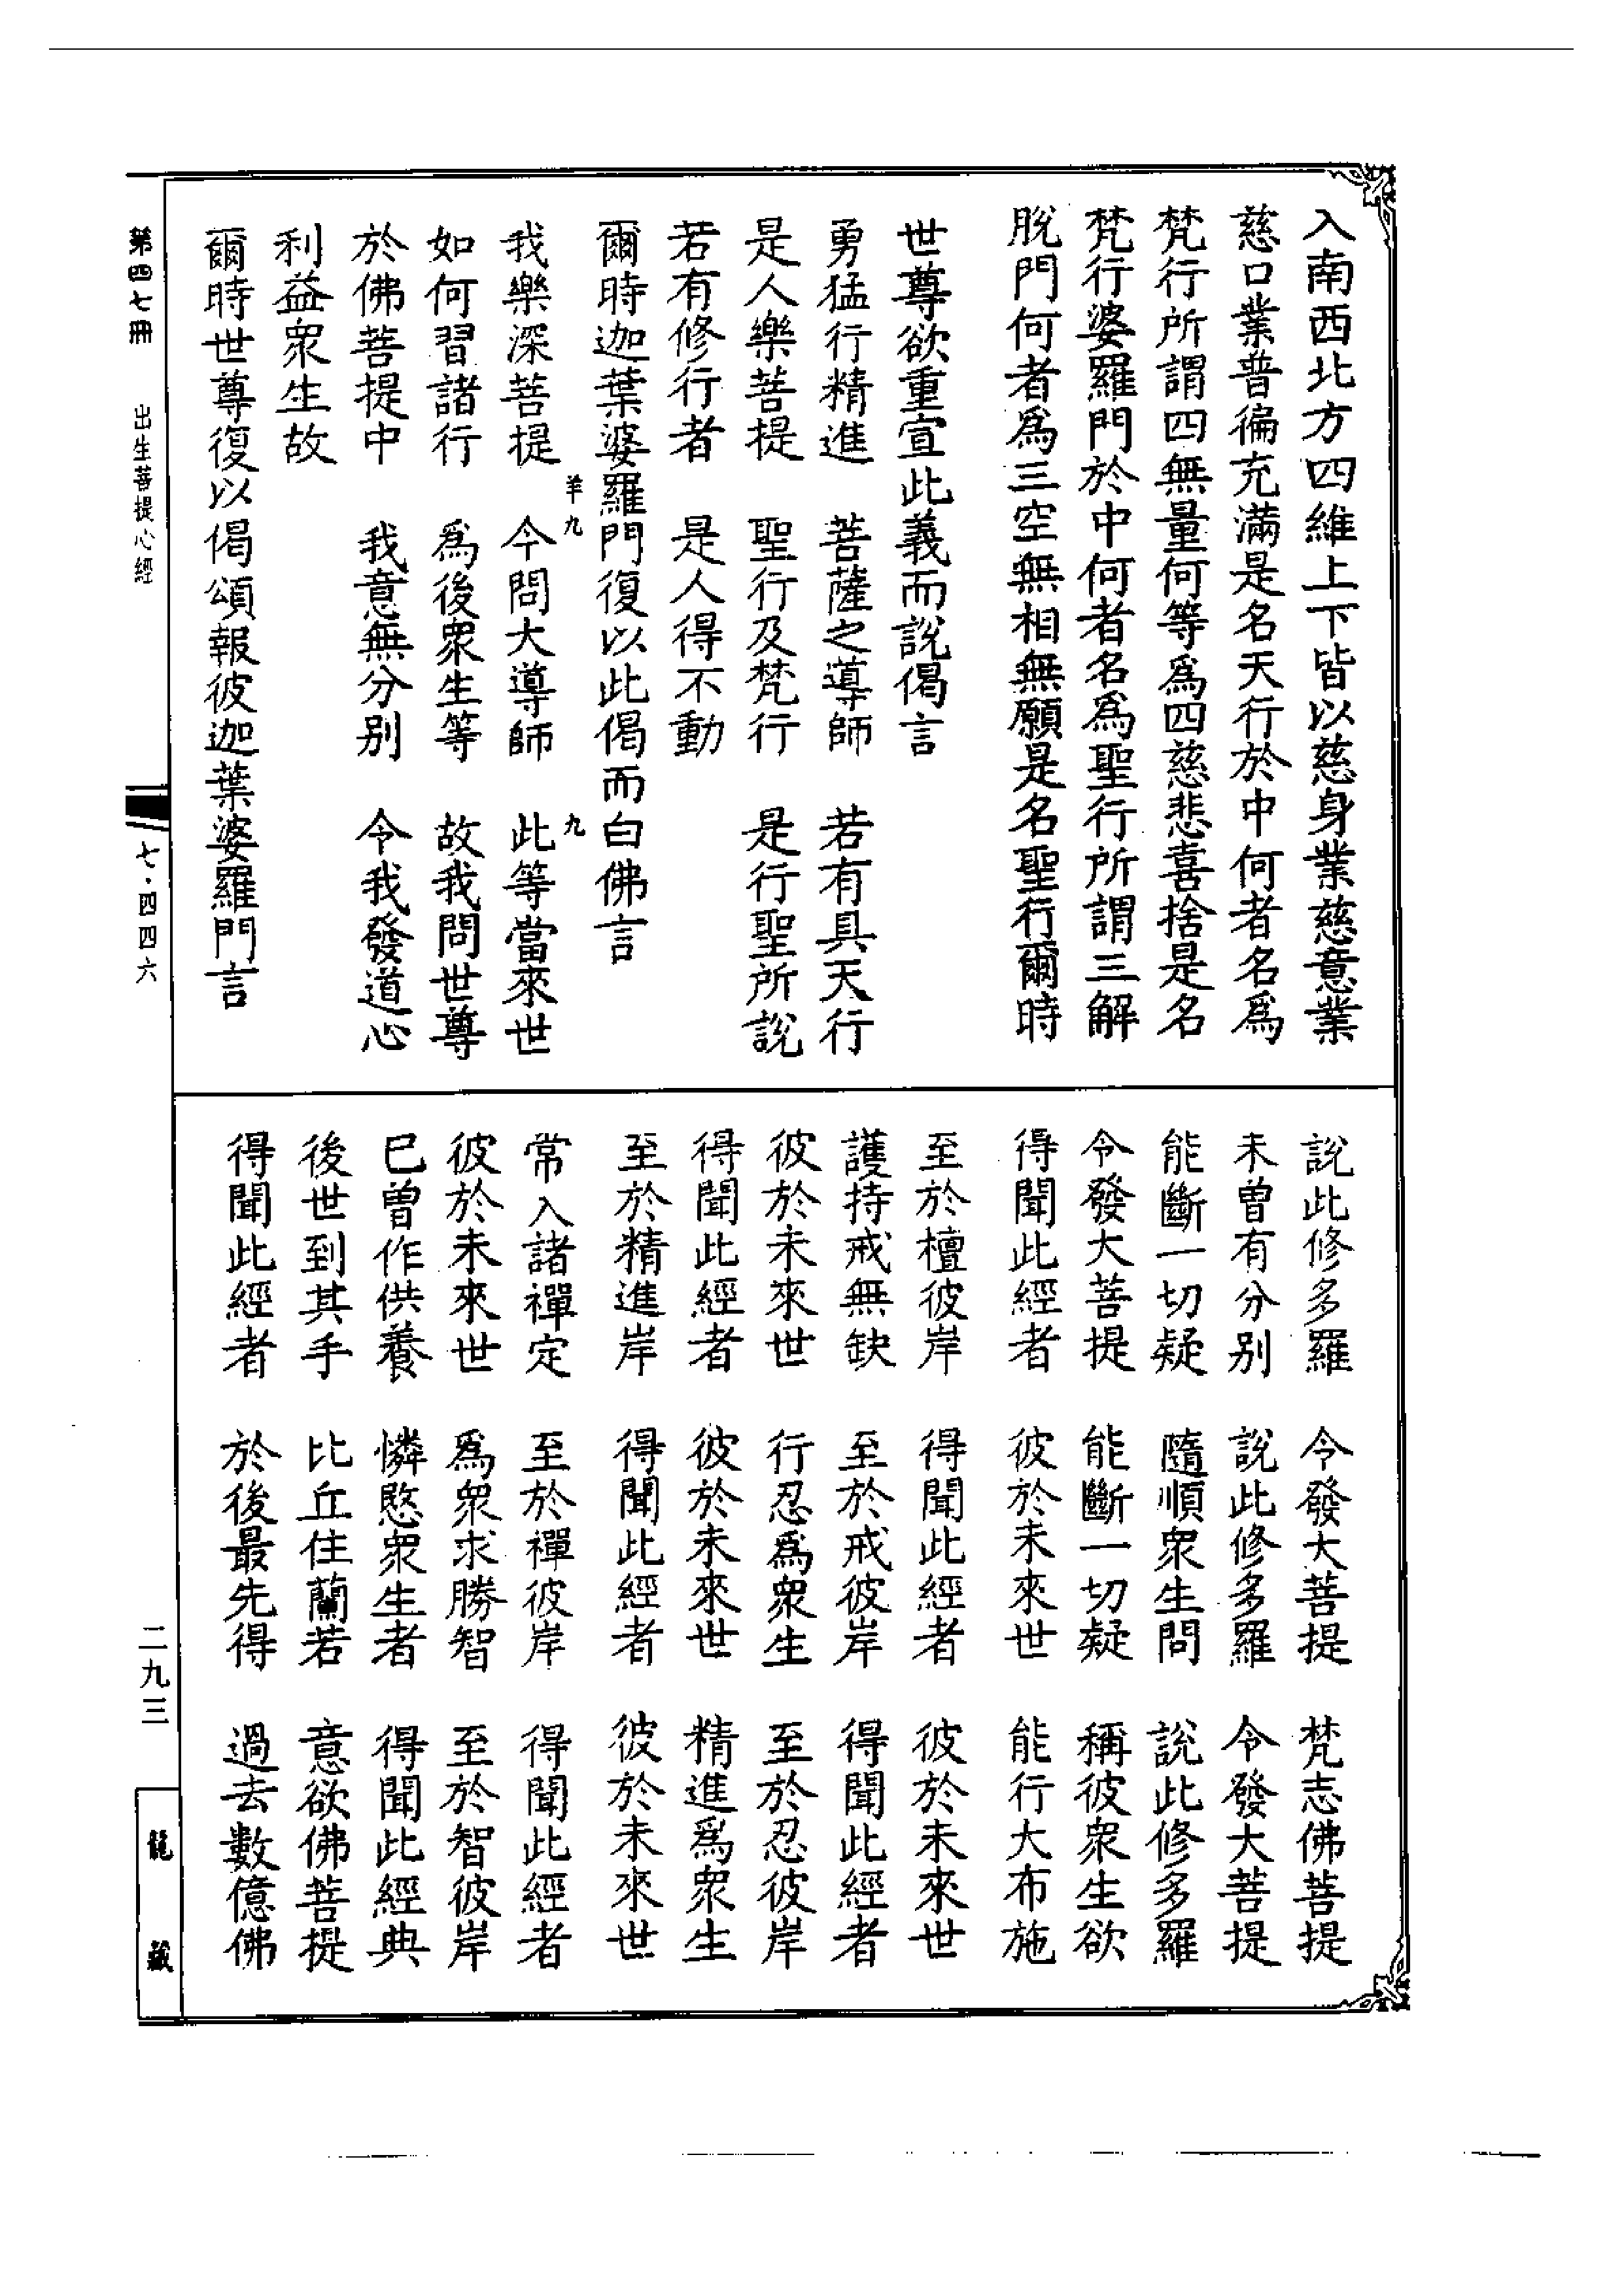 入南西北方四維上下皆以慈身業慈意業
慈口業普徧充滿是名天行於中何者名爲
梵行所謂四無量何等爲四慈悲喜捨是名
梵行婆羅門於中何者名爲聖行所謂三解
脫門何者爲三空無相無願是名聖行爾時
世尊欲重宣此義而說偈言
勇猛行精進　菩薩之導師　若有具天行
是人樂菩提　聖行及梵行　是行聖所說
若有修行者　是人得不動
爾時迦葉婆羅門復以此偈而白佛言
羊九　九
我樂深菩提　今問大導師　此等當來世
如何習諸行　爲後衆生等　故我問世尊
於佛菩提中　我意無分别　令我發道心
利益衆生故
爾時世尊復以偈頌報彼迦葉婆羅門言
說此修多羅　令發大菩提　梵志佛菩提
未曾有分别　說此修多羅　令發大菩提
能斷一切疑　隨順衆生問　說此修多羅
令發大菩提　能斷一切疑　稱彼衆生欲
得聞此經者　彼於未來世　能行大布施
至於檀彼岸　得聞此經者　彼於未來世
護持戒無缺　至於戒彼岸　得聞此經者
彼於未來世　行忍爲衆生　至於忍彼岸
得聞此經者　彼於未來世　精進爲衆生
至於精進岸　得聞此經者　彼於未來世
常入諸禪定　至於禪彼岸　得聞此經者
彼於未來世　爲衆求勝智　至於智彼岸
已曾作供養　憐愍衆生者　得聞此經典
後世到其手　比丘住蘭若　意欲佛菩提
得聞此經者　於後最先得　過去數億佛
第四七冊　出生菩提心經
七·四四六
二九三
龍藏